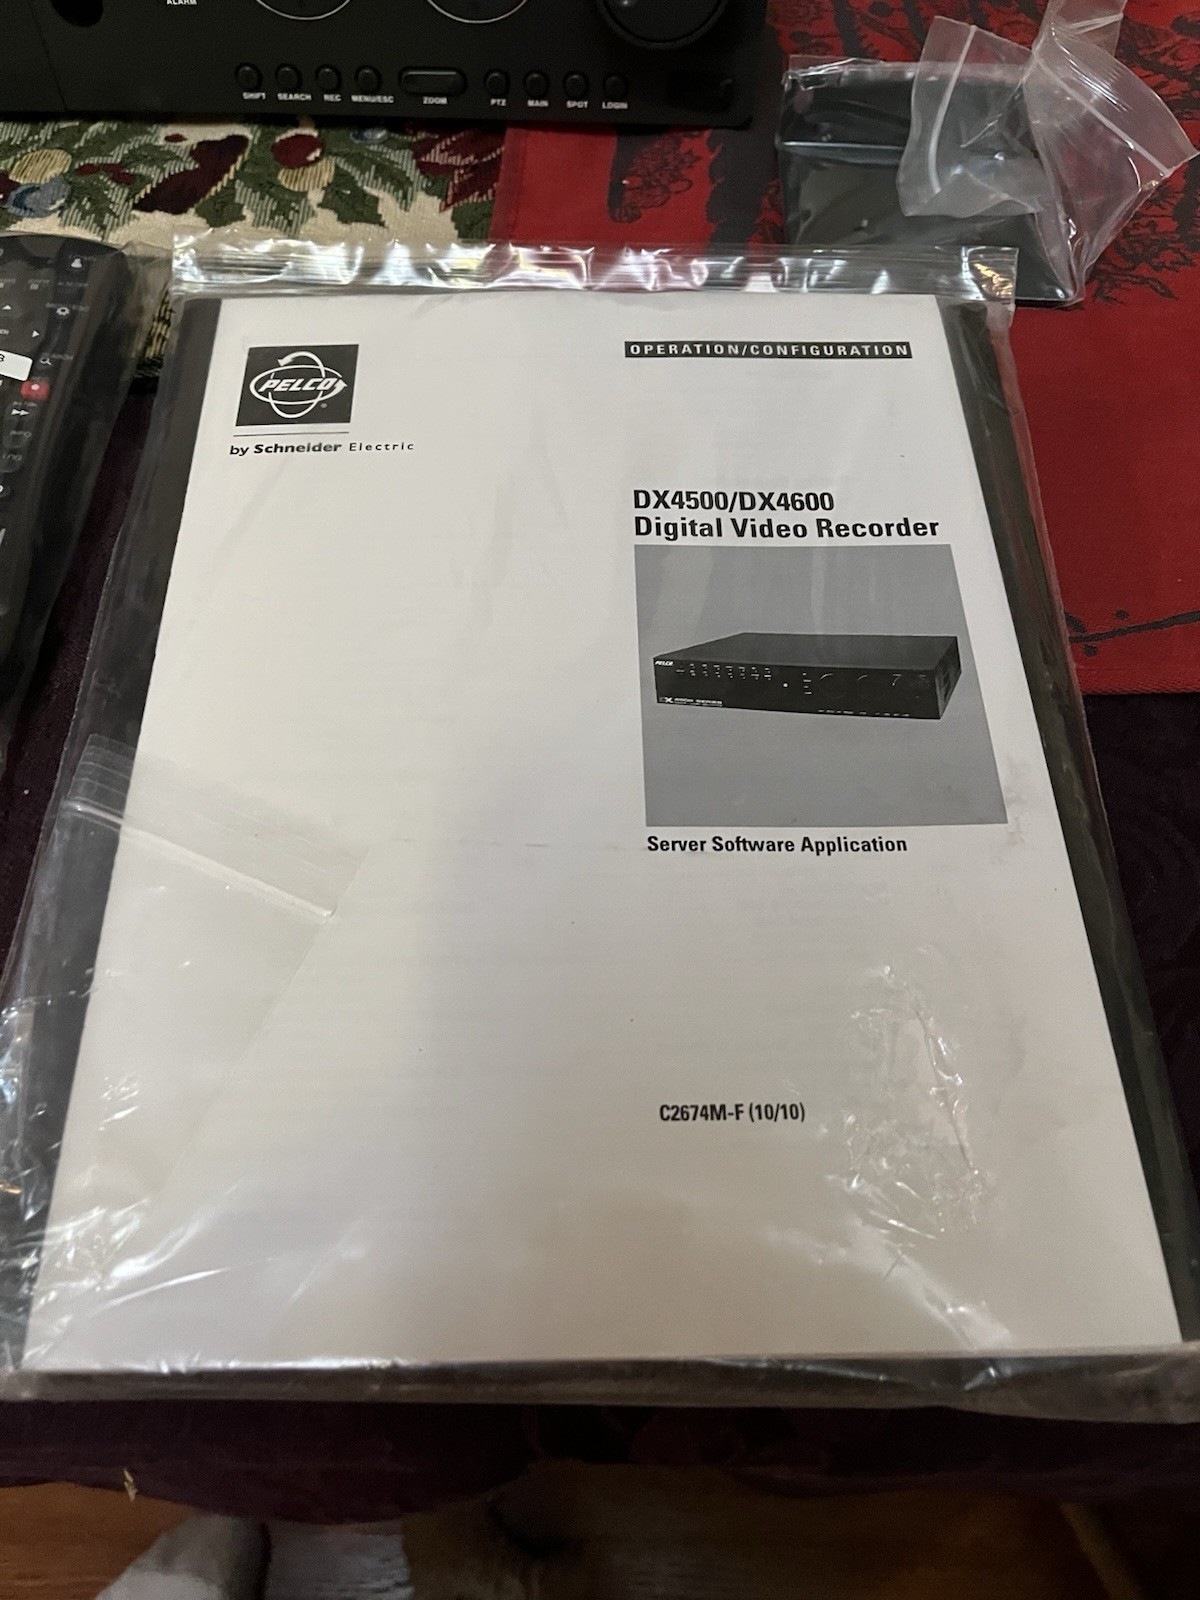 ALARM
SHIFT SEARCH REC MENU/ESC ZOOM PTZ MAIN SPOT LOGIN
PELCO
by Schneider Electric
OPERATION/CONFIGURATION
DX4500/DX4600
Digital Video Recorder
PELCO
Server Software Application
C2674M-F (10/10)